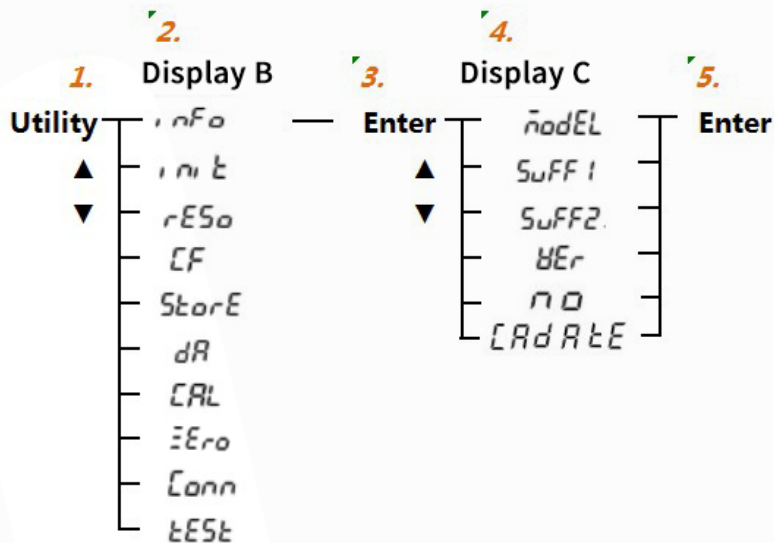 2. 4.
1. Display B 3. Display C 5.
Utility inFo Enter modEL Enter
▲ init ▲ SuFF1
▼ rESo ▼ SuFF2.
CF VEr
StorE no
dA CAdAtE
CAL
ZEro
Conn
tESt